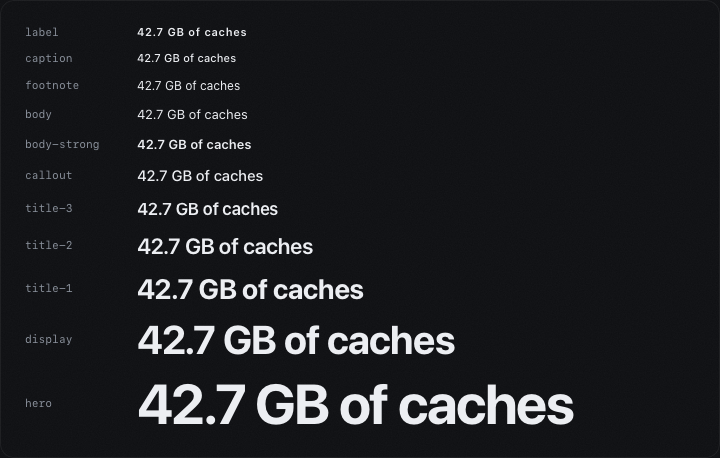 label 42.7 GB of caches
caption 42.7 GB of caches
footnote 42.7 GB of caches
body 42.7 GB of caches
body-strong 42.7 GB of caches
callout 42.7 GB of caches
title-3 42.7 GB of caches
title-2 42.7 GB of caches
title-1 42.7 GB of caches
display 42.7 GB of caches
hero 42.7 GB of caches